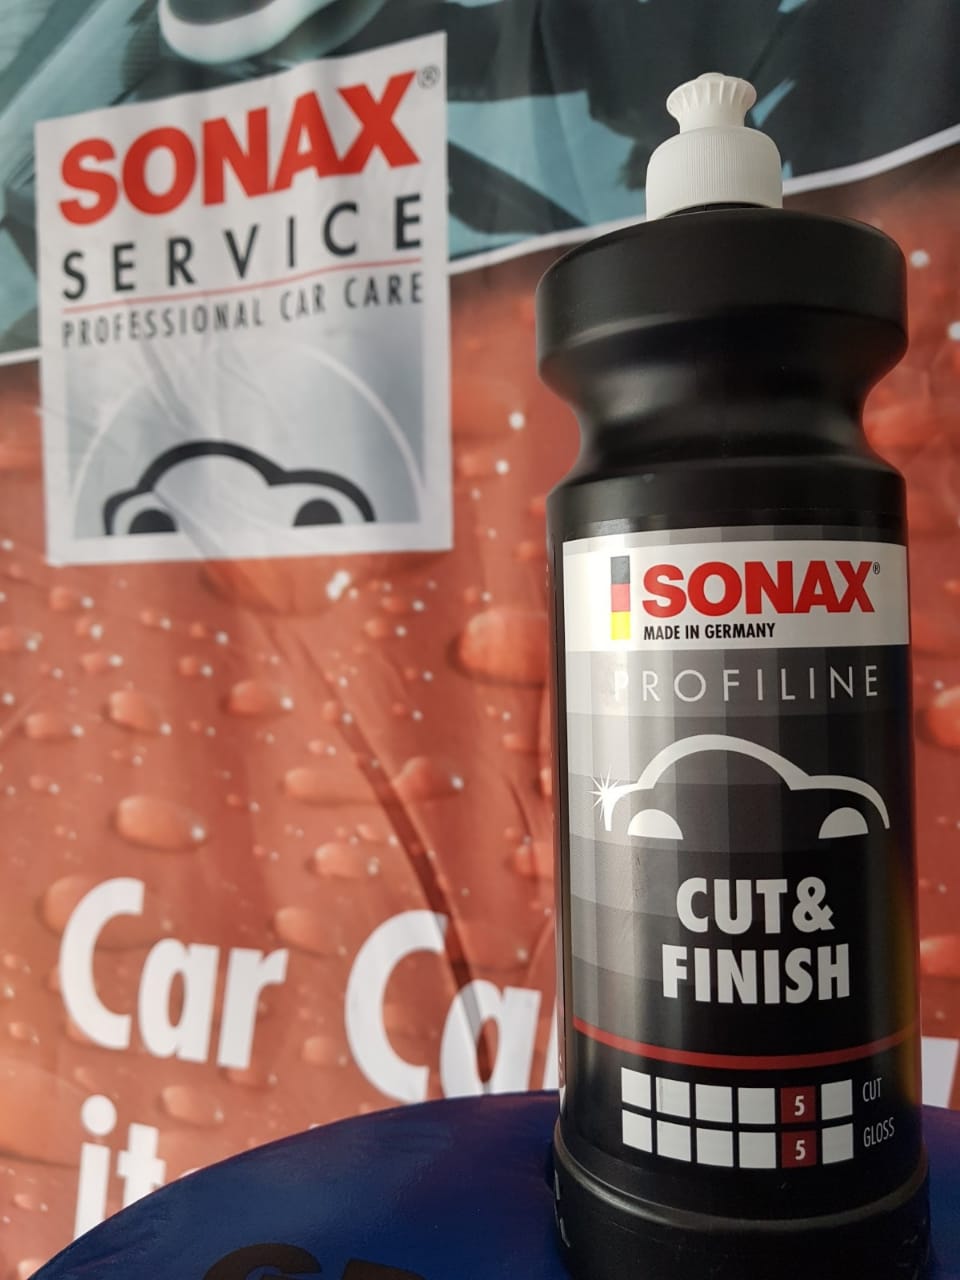 SONAX®
SERVICE
PROFESSIONAL CAR CARE
SONAX®
MADE IN GERMANY
PROFILINE
CUT&
FINISH
5 CUT
5 GLOSS
Car